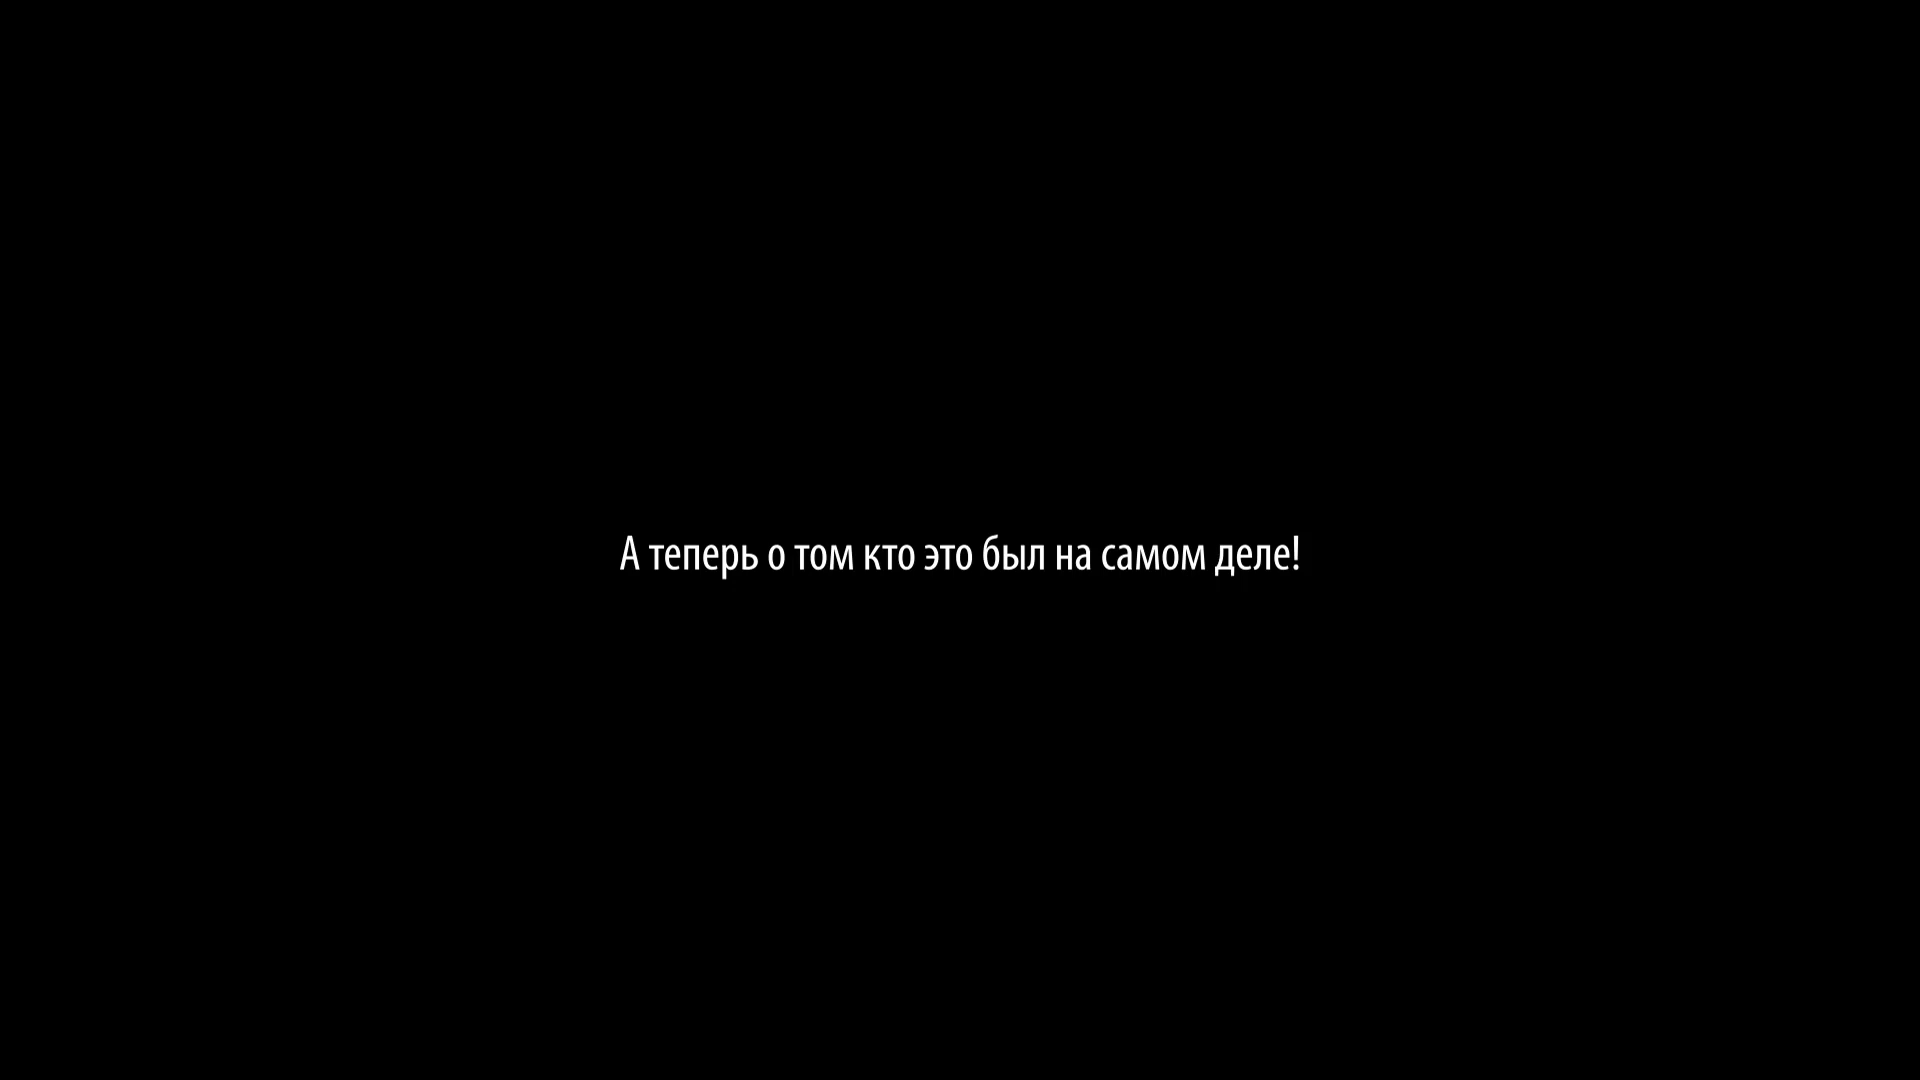 А теперь о том кто это был на самом деле!